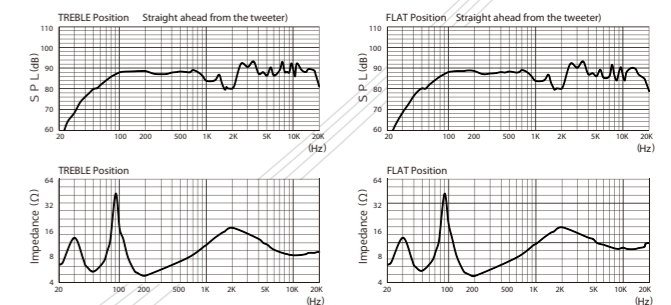 TREBLE Position Straight ahead from the tweeter)
110
100
90
80
70
60
S P L (dB)
20 100 200 500 1K 2K 5K 10K 20K
(Hz)
FLAT Position Straight ahead from the tweeter)
110
100
90
80
70
60
S P L (dB)
20 100 200 500 1K 2K 5K 10K 20K
(Hz)
TREBLE Position
64
32
16
8
4
Impedance (Ω)
20 100 200 500 1K 2K 5K 10K 20K
(Hz)
FLAT Position
64
32
16
8
4
Impedance (Ω)
20 100 200 500 1K 2K 5K 10K 20K
(Hz)